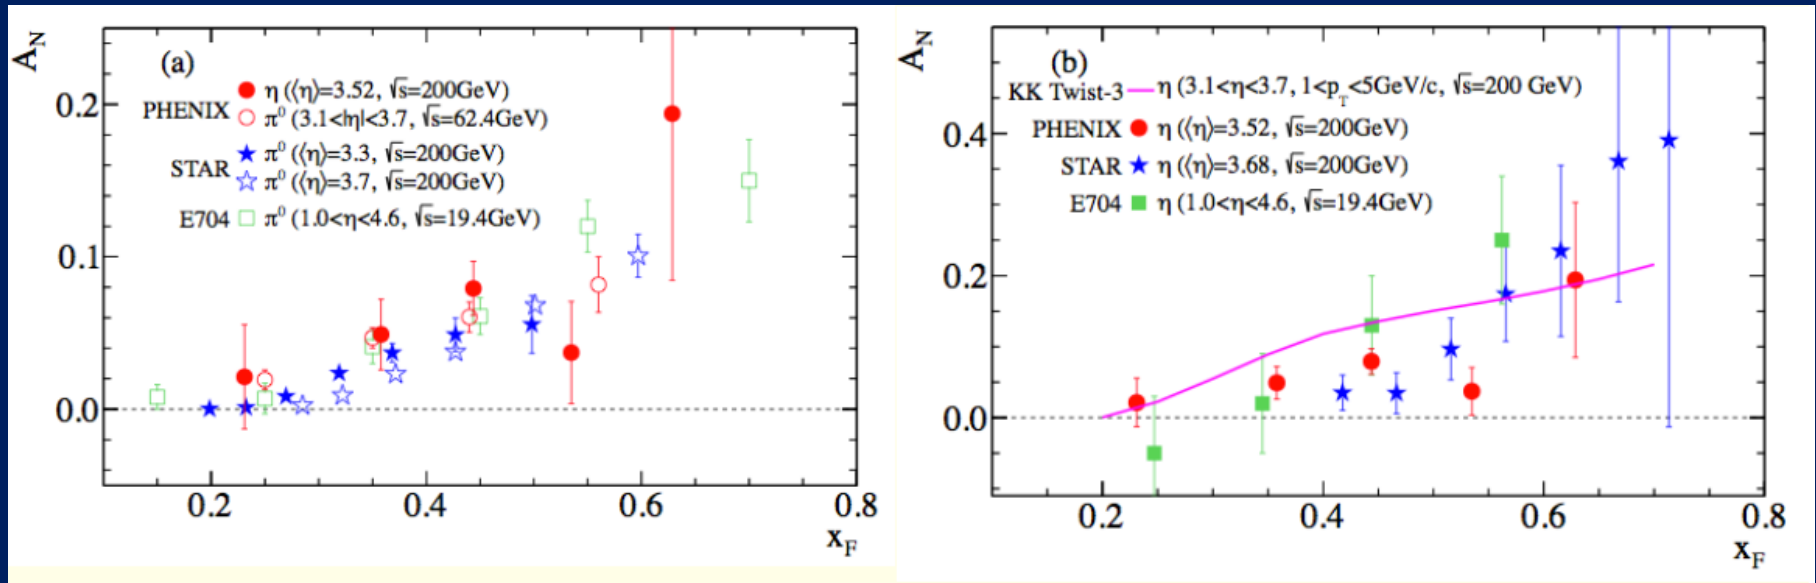 A_N
(a)
η (⟨η⟩=3.52, √s=200GeV)
PHENIX
π⁰ (3.1<|η|<3.7, √s=62.4GeV)
π⁰ (⟨η⟩=3.3, √s=200GeV)
STAR
π⁰ (⟨η⟩=3.7, √s=200GeV)
E704 π⁰ (1.0<η<4.6, √s=19.4GeV)
0.2
0.1
0.0
0.2 0.4 0.6 0.8
x_F
A_N
(b)
KK Twist-3 η (3.1<η<3.7, 1<p_T<5GeV/c, √s=200 GeV)
PHENIX η (⟨η⟩=3.52, √s=200GeV)
STAR η (⟨η⟩=3.68, √s=200GeV)
E704 η (1.0<η<4.6, √s=19.4GeV)
0.4
0.2
0.0
0.2 0.4 0.6 0.8
x_F